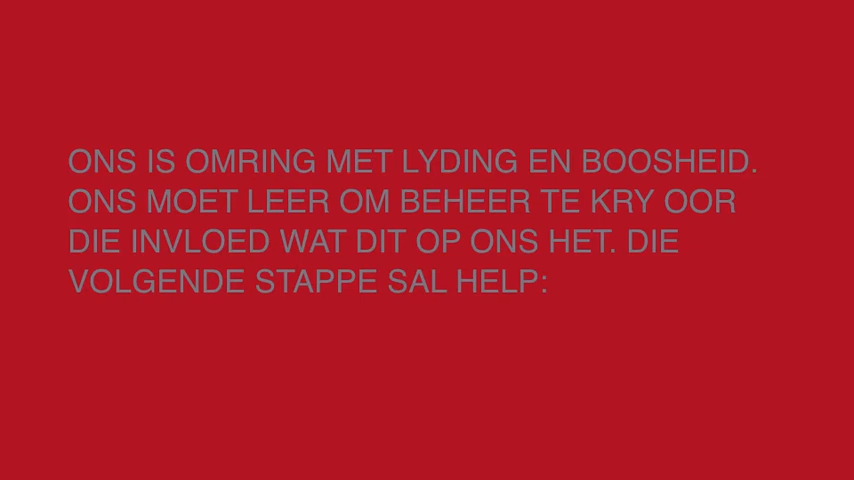 ONS IS OMRING MET LYDING EN BOOSHEID.
ONS MOET LEER OM BEHEER TE KRY OOR
DIE INVLOED WAT DIT OP ONS HET. DIE
VOLGENDE STAPPE SAL HELP: